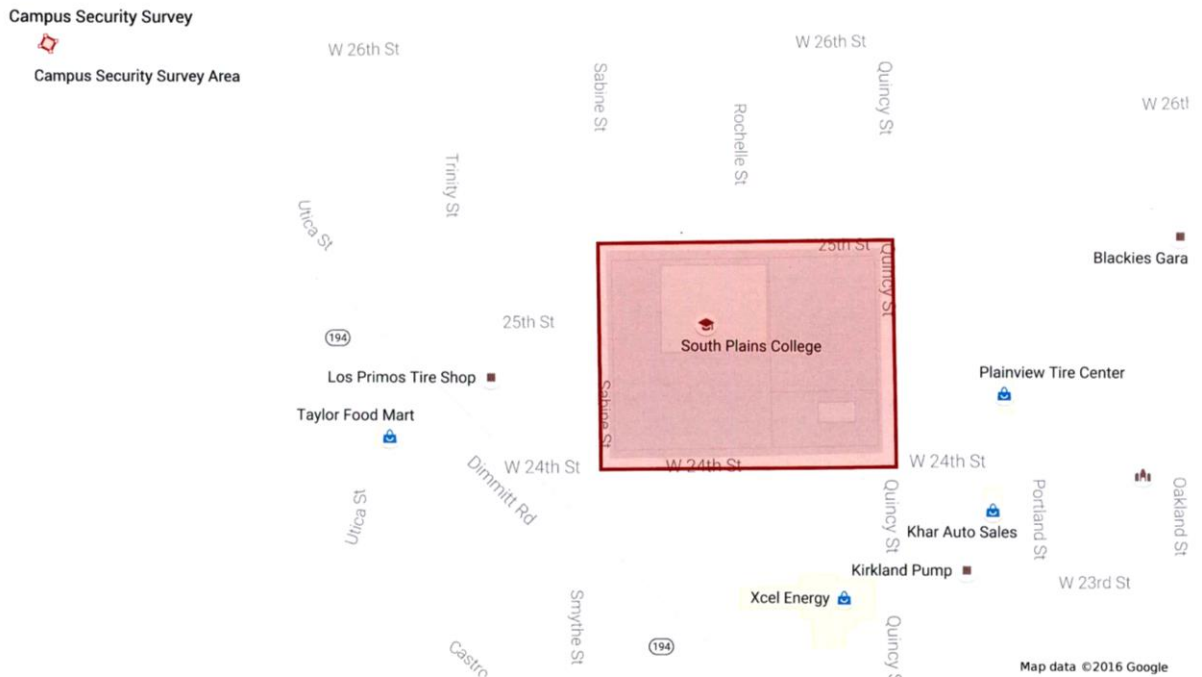 Campus Security Survey
Campus Security Survey Area
W 26th St
W 26th St
W 26th
Sabine St
Quincy St
Rochelle St
Trinity St
Utica St
25th St
Quincy St
Blackies Gara
25th St
194
South Plains College
Los Primos Tire Shop
Plainview Tire Center
Taylor Food Mart
Sabine St
W 24th St
W 24th St
W 24th St
Dimmitt Rd
Utica St
Quincy St
Portland St
Oakland St
Khar Auto Sales
Kirkland Pump
W 23rd St
Xcel Energy
Smythe St
Quincy S
194
Castro
Map data ©2016 Google